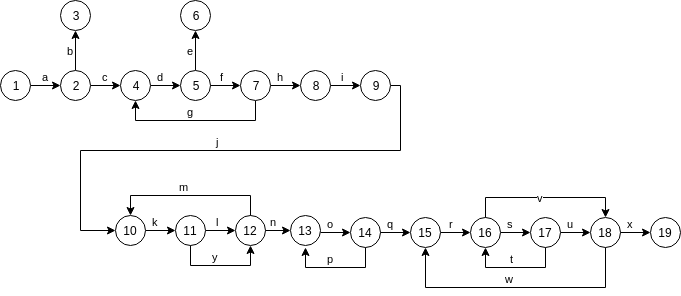 3 6
b e
a c d f h i
1 2 4 5 7 8 9
g
j
m v
k l n o q r s u x
10 11 12 13 14 15 16 17 18 19
y p t
w